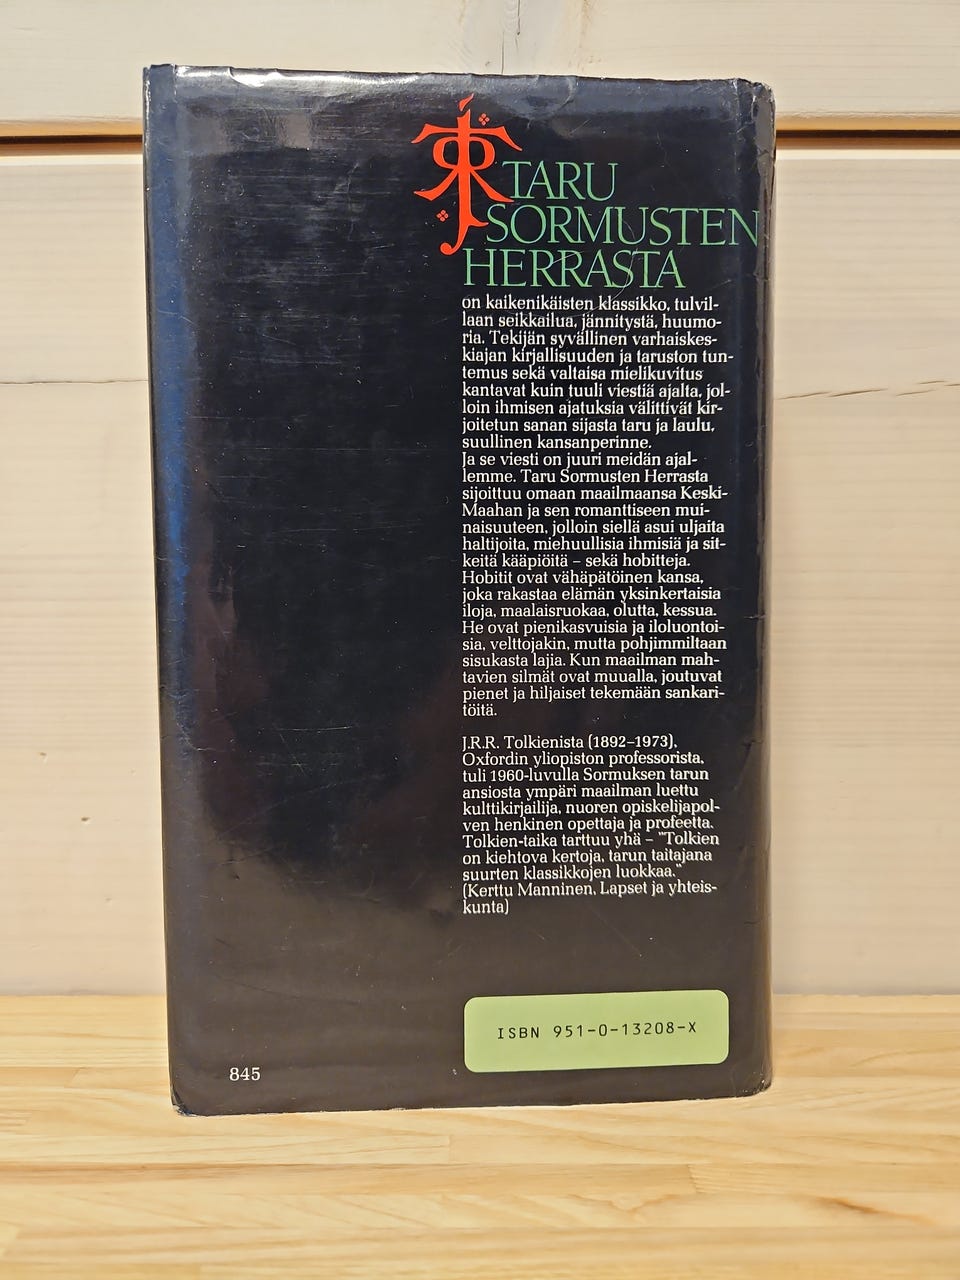 TARU
SORMUSTEN
HERRASTA
on kaikenikäisten klassikko, tulvil-
laan seikkailua, jännitystä, huumo-
ria. Tekijän syvällinen varhaiskes-
kiajan kirjallisuuden ja taruston tun-
temus sekä valtaisa mielikuvitus
kantavat kuin tuuli viestiä ajalta, jol-
loin ihmisen ajatuksia välittivät kir-
joitetun sanan sijasta taru ja laulu,
suullinen kansanperinne.
Ja se viesti on juuri meidän ajal-
lemme. Taru Sormusten Herrasta
sijoittuu omaan maailmaansa Keski-
Maahan ja sen romanttiseen mui-
naisuuteen, jolloin siellä asui uljaita
haltijoita, miehuullisia ihmisiä ja sit-
keitä kääpiöitä – sekä hobitteja.
Hobitit ovat vähäpätöinen kansa,
joka rakastaa elämän yksinkertaisia
iloja, maalaisruokaa, olutta, kessua.
He ovat pienikasvuisia ja iloluontoi-
sia, velttojakin, mutta pohjimmiltaan
sisukasta lajia. Kun maailman mah-
tavien silmät ovat muualla, joutuvat
pienet ja hiljaiset tekemään sankari-
töitä.
J.R.R. Tolkienista (1892–1973),
Oxfordin yliopiston professorista,
tuli 1960-luvulla Sormuksen tarun
ansiosta ympäri maailman luettu
kulttikirjailija, nuoren opiskelijapol-
ven henkinen opettaja ja profeetta.
Tolkien-taika tarttuu yhä – "Tolkien
on kiehtova kertoja, tarun taitajana
suurten klassikkojen luokkaa."
(Kerttu Manninen, Lapset ja yhteis-
kunta)
ISBN 951-0-13208-X
845